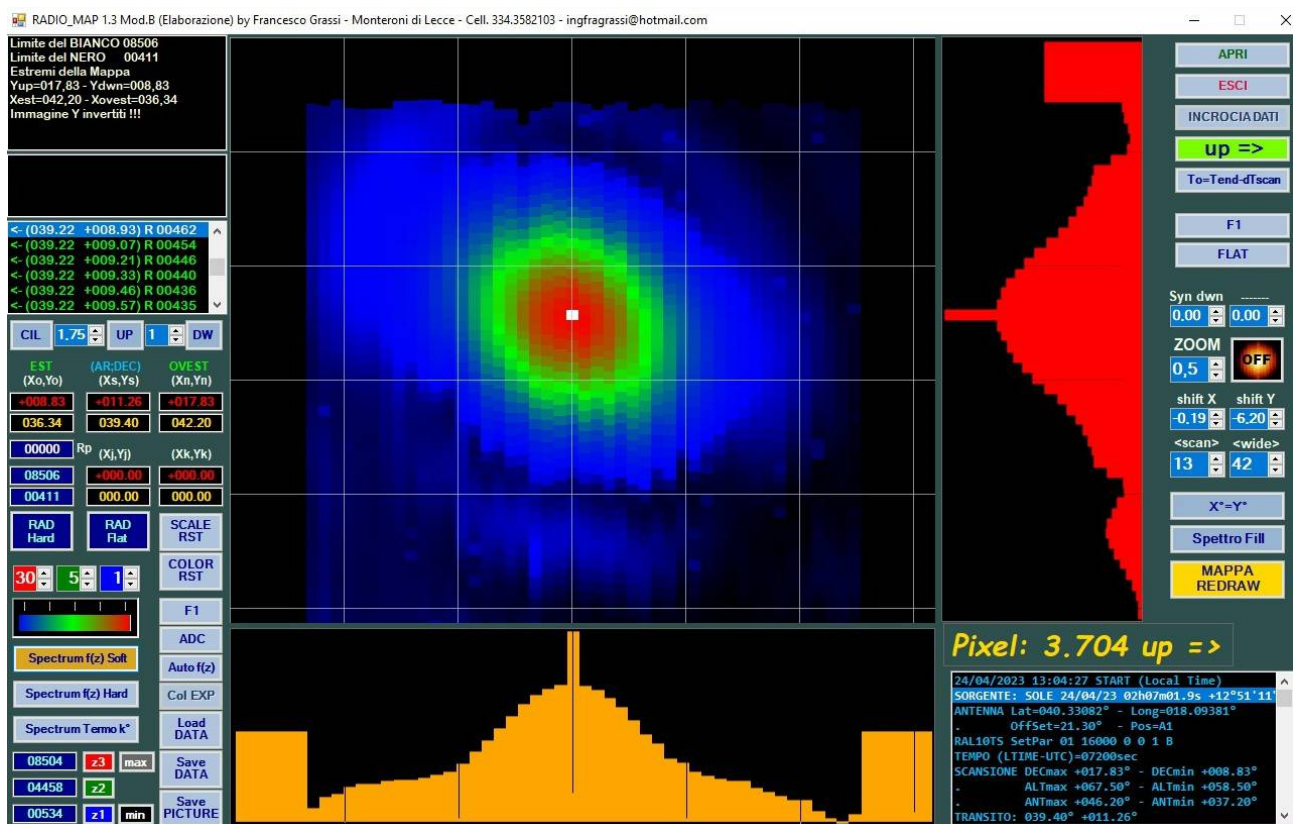 RADIO_MAP 1.3 Mod.B (Elaborazione) by Francesco Grassi - Monteroni di Lecce - Cell. 334.3582103 - ingfragrassi@hotmail.com
Limite del BIANCO 08506
Limite del NERO 00411
Estremi della Mappa
Yup=017,83 - Ydwn=008,83
Xest=042,20 - Xovest=036,34
Immagine Y invertiti !!!
<- (039.22 +008.93) R 00462
<- (039.22 +009.07) R 00454
<- (039.22 +009.21) R 00446
<- (039.22 +009.33) R 00440
<- (039.22 +009.46) R 00436
<- (039.22 +009.57) R 00435
CIL 1,75 UP 1 DW
EST (AR;DEC) OVEST
(Xo,Yo) (Xs,Ys) (Xn,Yn)
+008.83 +011.26 +017.83
036.34 039.40 042.20
00000 Rp (Xj,Yj) (Xk,Yk)
08506 +000.00 +000.00
00411 000.00 000.00
RAD Hard
RAD Flat
SCALE RST
30 5 1
COLOR RST
F1
ADC
Spectrum f(z) Soft
Auto f(z)
Spectrum f(z) Hard
Col EXP
Spectrum Termo k°
Load DATA
08504 z3 max
Save DATA
04458 z2
00534 z1 min
Save PICTURE
APRI
ESCI
INCROCIA DATI
up =>
To=Tend-dTscan
F1
FLAT
Syn dwn -------
0,00 0,00
ZOOM
0,5 OFF
shift X shift Y
-0,19 -6,20
<scan> <wide>
13 42
X°=Y°
Spettro Fill
MAPPA
REDRAW
Pixel: 3.704 up =>
24/04/2023 13:04:27 START (Local Time)
SORGENTE: SOLE 24/04/23 02h07m01.9s +12°51'11'
ANTENNA Lat=040.33082° - Long=018.09381°
. OffSet=21.30° - Pos=A1
RAL10TS SetPar 01 16000 0 0 1 B
TEMPO (LTIME-UTC)=07200sec
SCANSIONE DECmax +017.83° - DECmin +008.83°
. ALTmax +067.50° - ALTmin +058.50°
. ANTmax +046.20° - ANTmin +037.20°
TRANSITO: 039.40° +011.26°